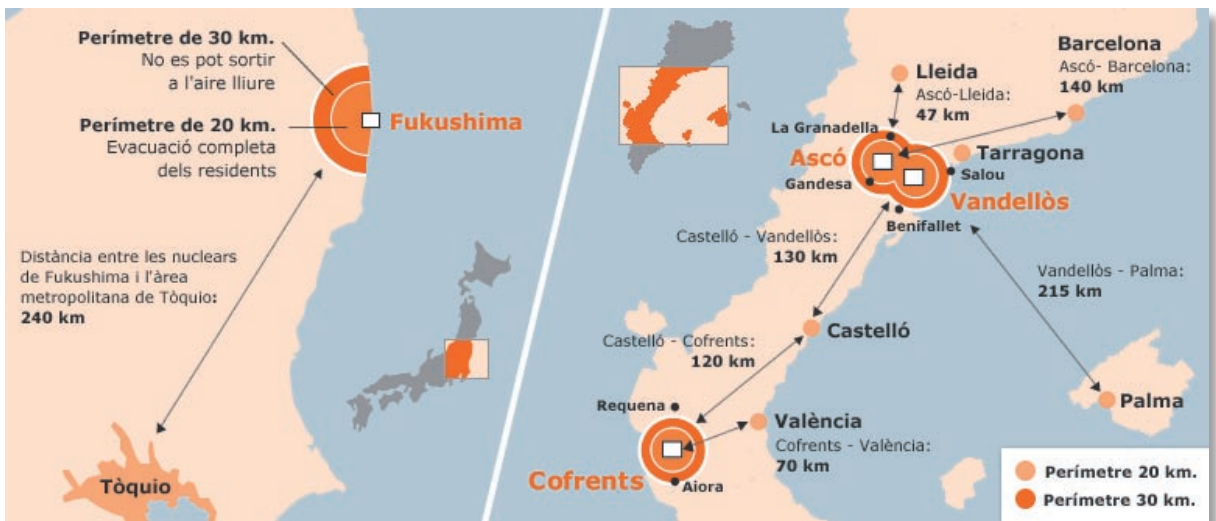 Perímetre de 30 km.
No es pot sortir
a l'aire lliure
Perímetre de 20 km.
Evacuació completa
dels residents
Fukushima
Distància entre les nuclears
de Fukushima i l'àrea
metropolitana de Tòquio:
240 km
Tòquio
Barcelona
Ascó- Barcelona:
140 km
Lleida
Ascó-Lleida:
47 km
La Granadella
Ascó
Tarragona
Salou
Gandesa
Vandellòs
Benifallet
Castelló - Vandellòs:
130 km
Vandellòs - Palma:
215 km
Castelló
Castelló - Cofrents:
120 km
Palma
Requena
València
Cofrents - València:
70 km
Cofrents
Aiora
Perímetre 20 km.
Perímetre 30 km.